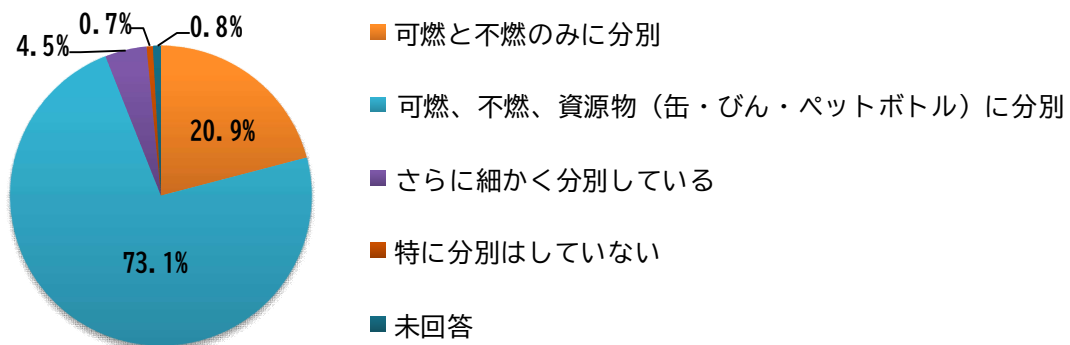 0.7%
0.8%
4.5%
20.9%
73.1%
可燃と不燃のみに分別
可燃、不燃、資源物（缶・びん・ペットボトル）に分別
さらに細かく分別している
特に分別はしていない
未回答